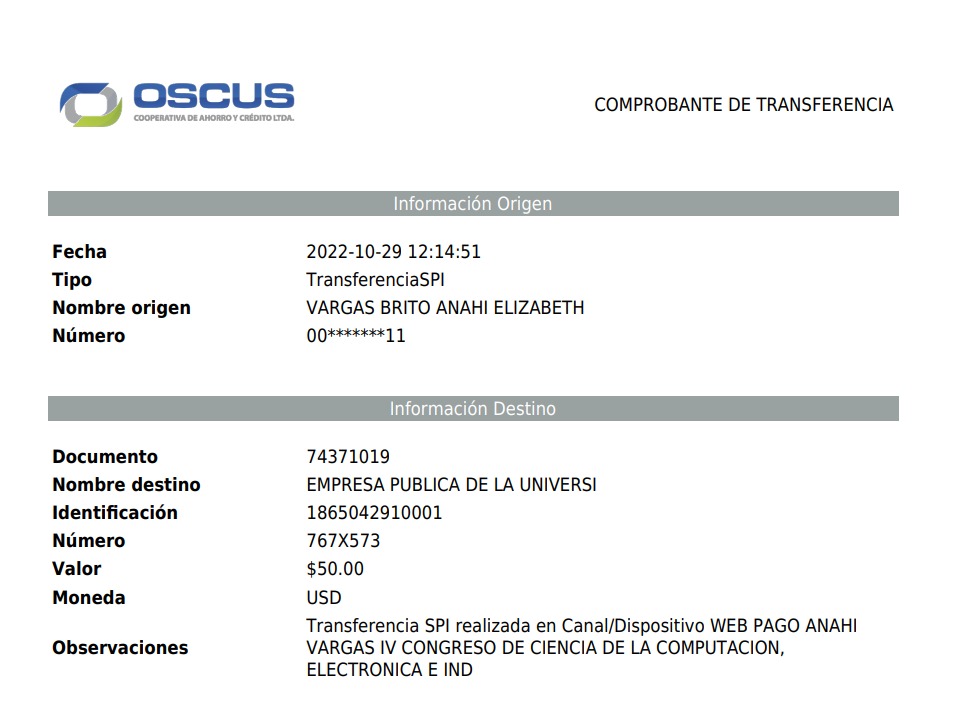 OSCUS
COOPERATIVA DE AHORRO Y CRÉDITO LTDA.
COMPROBANTE DE TRANSFERENCIA
Información Origen
Fecha 2022-10-29 12:14:51
Tipo TransferenciaSPI
Nombre origen VARGAS BRITO ANAHI ELIZABETH
Número 00*******11
Información Destino
Documento 74371019
Nombre destino EMPRESA PUBLICA DE LA UNIVERSI
Identificación 1865042910001
Número 767X573
Valor $50.00
Moneda USD
Observaciones Transferencia SPI realizada en Canal/Dispositivo WEB PAGO ANAHI
VARGAS IV CONGRESO DE CIENCIA DE LA COMPUTACION,
ELECTRONICA E IND